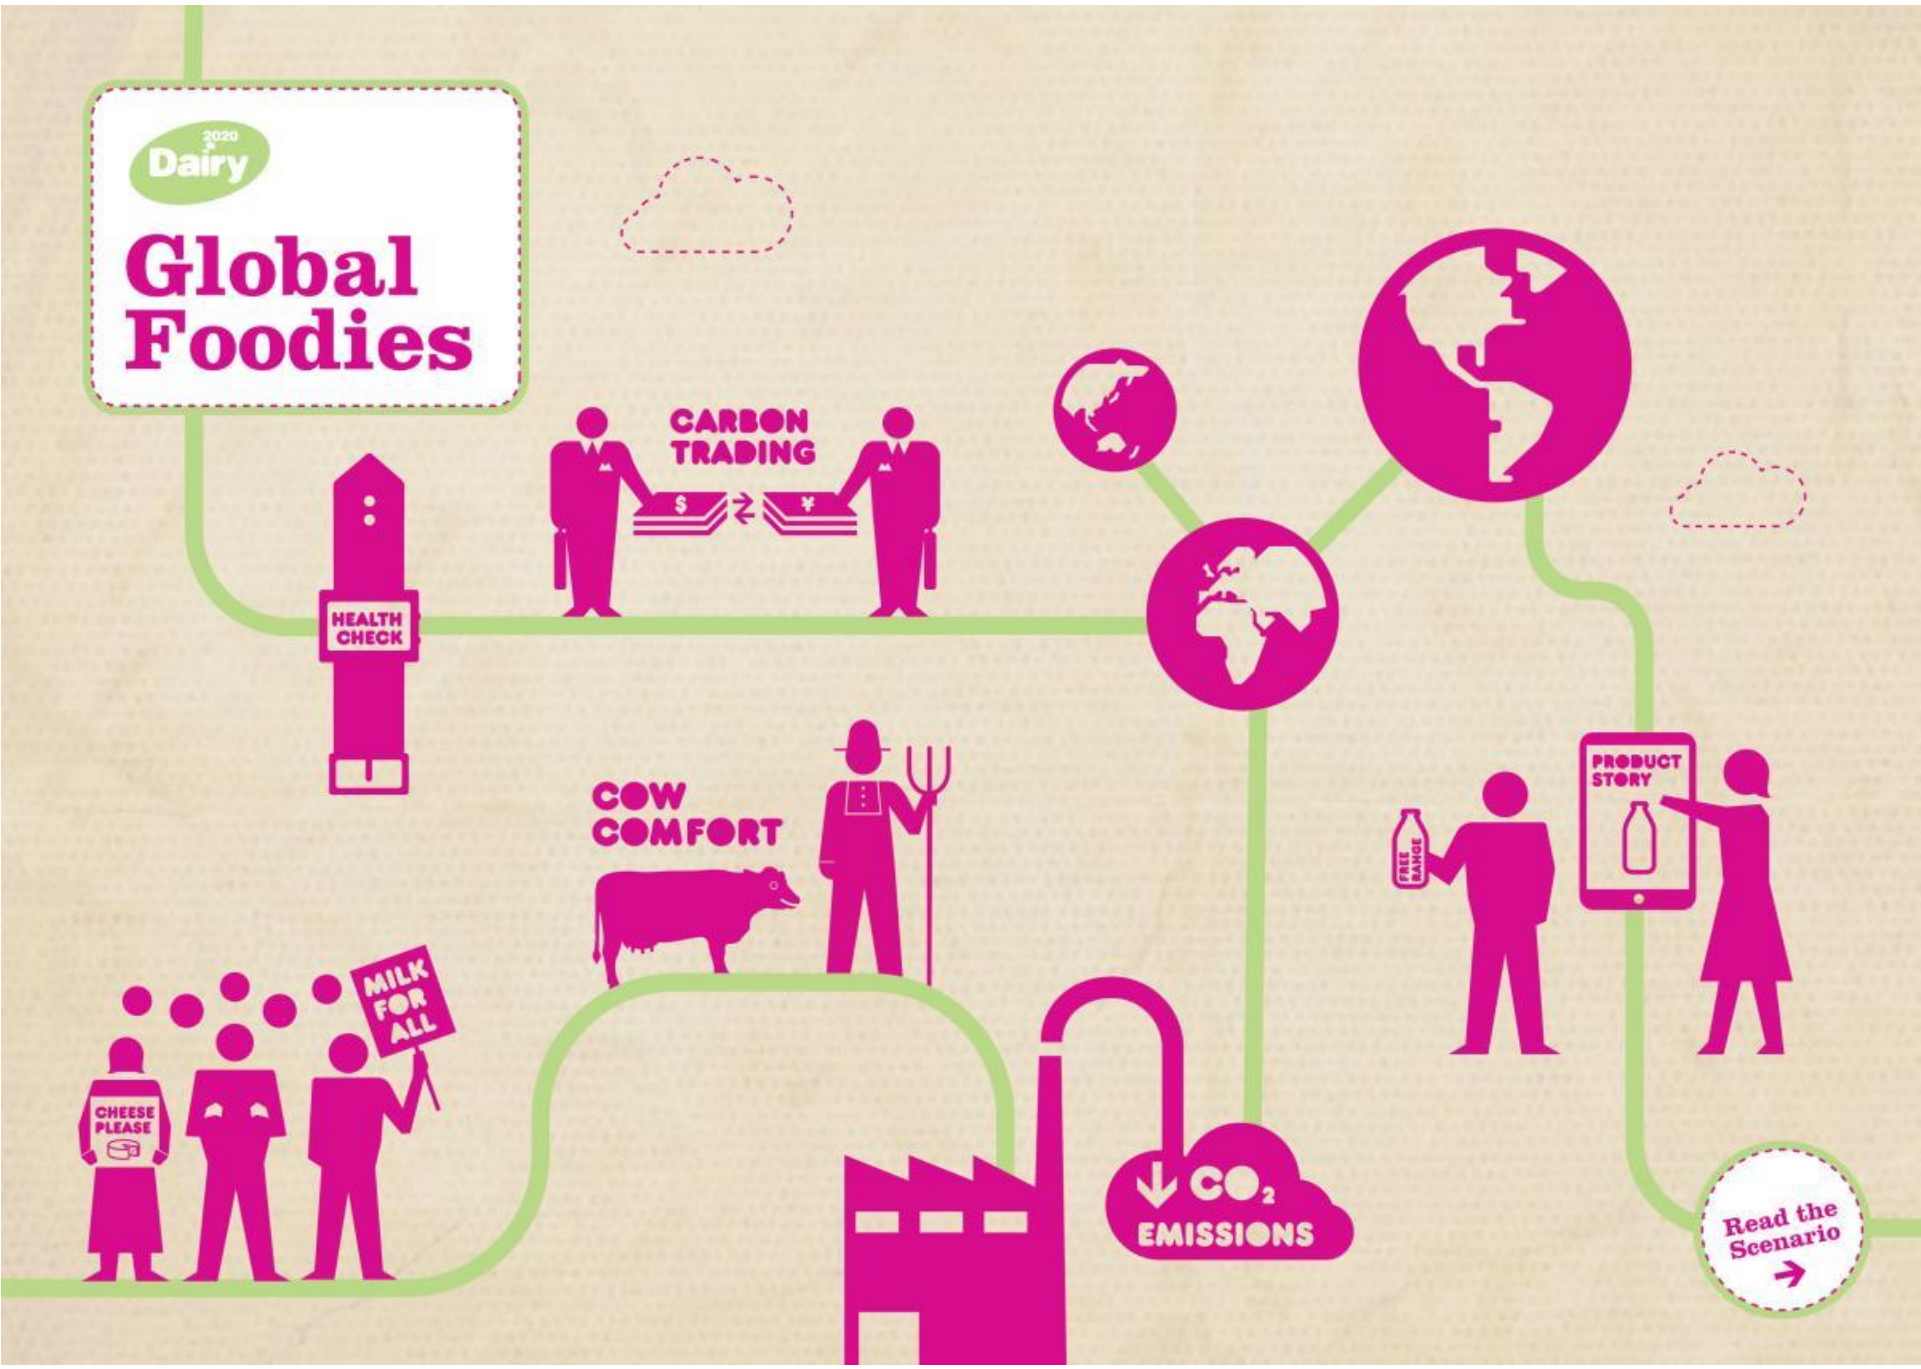 2020
Dairy
Global
Foodies
CARBON
TRADING
$
¥
HEALTH
CHECK
COW
COMFORT
PRODUCT
STORY
FREE
RANGE
MILK
FOR
ALL
CHEESE
PLEASE
CO₂
EMISSIONS
Read the
Scenario